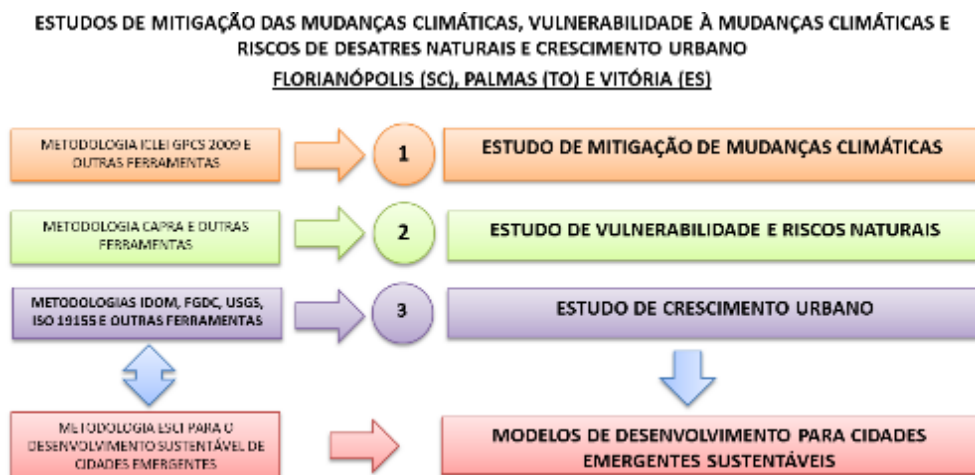 ESTUDOS DE MITIGAÇÃO DAS MUDANÇAS CLIMÁTICAS, VULNERABILIDADE À MUDANÇAS CLIMÁTICAS E
RISCOS DE DESATRES NATURAIS E CRESCIMENTO URBANO
FLORIANÓPOLIS (SC), PALMAS (TO) E VITÓRIA (ES)
METODOLOGIA ICLEI GPCS 2009 E
OUTRAS FERRAMENTAS
1
ESTUDO DE MITIGAÇÃO DE MUDANÇAS CLIMÁTICAS
METODOLOGIA CAPRA E OUTRAS
FERRAMENTAS
2
ESTUDO DE VULNERABILIDADE E RISCOS NATURAIS
METODOLOGIAS IDOM, FGDC, USGS,
ISO 19155 E OUTRAS FERRAMENTAS
3
ESTUDO DE CRESCIMENTO URBANO
METODOLOGIA ESCI PARA O
DESENVOLVIMENTO SUSTENTÁVEL DE
CIDADES EMERGENTES
MODELOS DE DESENVOLVIMENTO PARA CIDADES
EMERGENTES SUSTENTÁVEIS